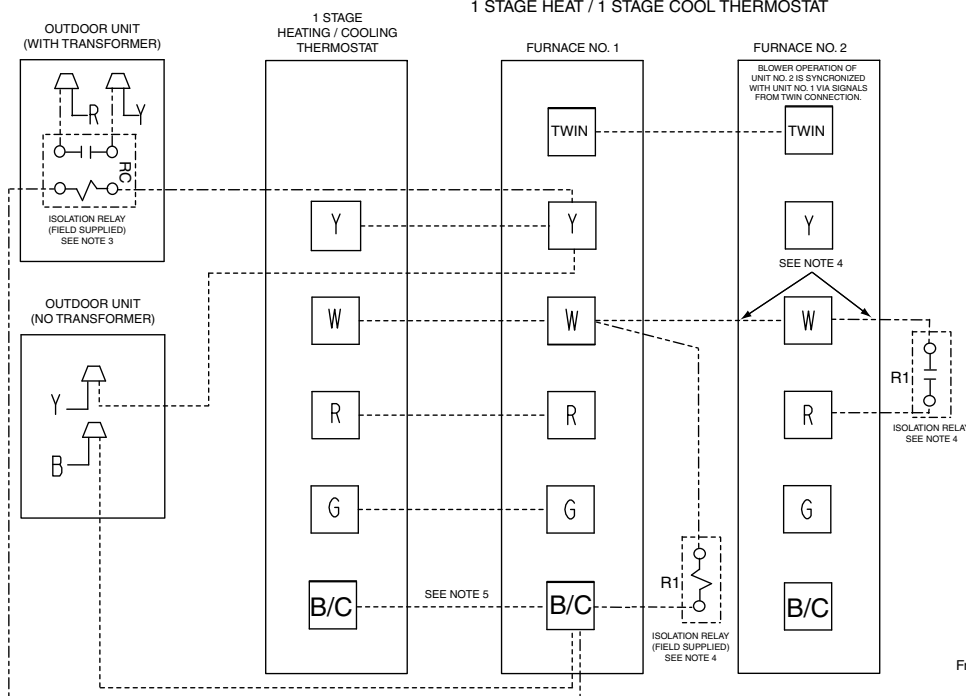 1 STAGE HEAT / 1 STAGE COOL THERMOSTAT
OUTDOOR UNIT
(WITH TRANSFORMER)
R
Y
RC
ISOLATION RELAY
(FIELD SUPPLIED)
SEE NOTE 3
OUTDOOR UNIT
(NO TRANSFORMER)
Y
B
1 STAGE
HEATING / COOLING
THERMOSTAT
Y
W
R
G
B/C
SEE NOTE 5
FURNACE NO. 1
TWIN
Y
W
R
G
B/C
R1
ISOLATION RELAY
(FIELD SUPPLIED)
SEE NOTE 4
FURNACE NO. 2
BLOWER OPERATION OF
UNIT NO. 2 IS SYNCRONIZED
WITH UNIT NO. 1 VIA SIGNALS
FROM TWIN CONNECTION.
TWIN
Y
SEE NOTE 4
W
R
G
B/C
R1
ISOLATION RELAY
SEE NOTE 4